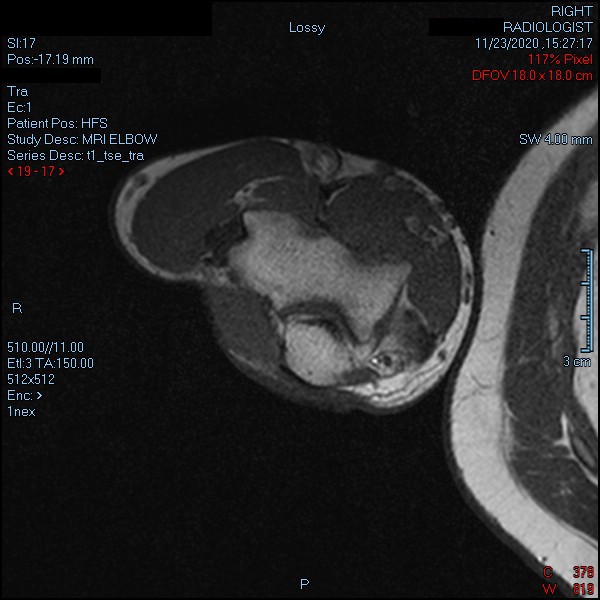 RIGHT
RADIOLOGIST
11/23/2020 ,15:27:17
117% Pixel
DFOV 18.0 x 18.0 cm
Lossy
SI:17
Pos:-17.19 mm
Tra
Ec:1
Patient Pos: HFS
Study Desc: MRI ELBOW
Series Desc: t1_tse_tra
< 19 - 17 >
SW 4.00 mm
R
510.00//11.00
Etl:3 TA:150.00
512x512
Enc: >
1nex
3 cm
P
C 378
W 819